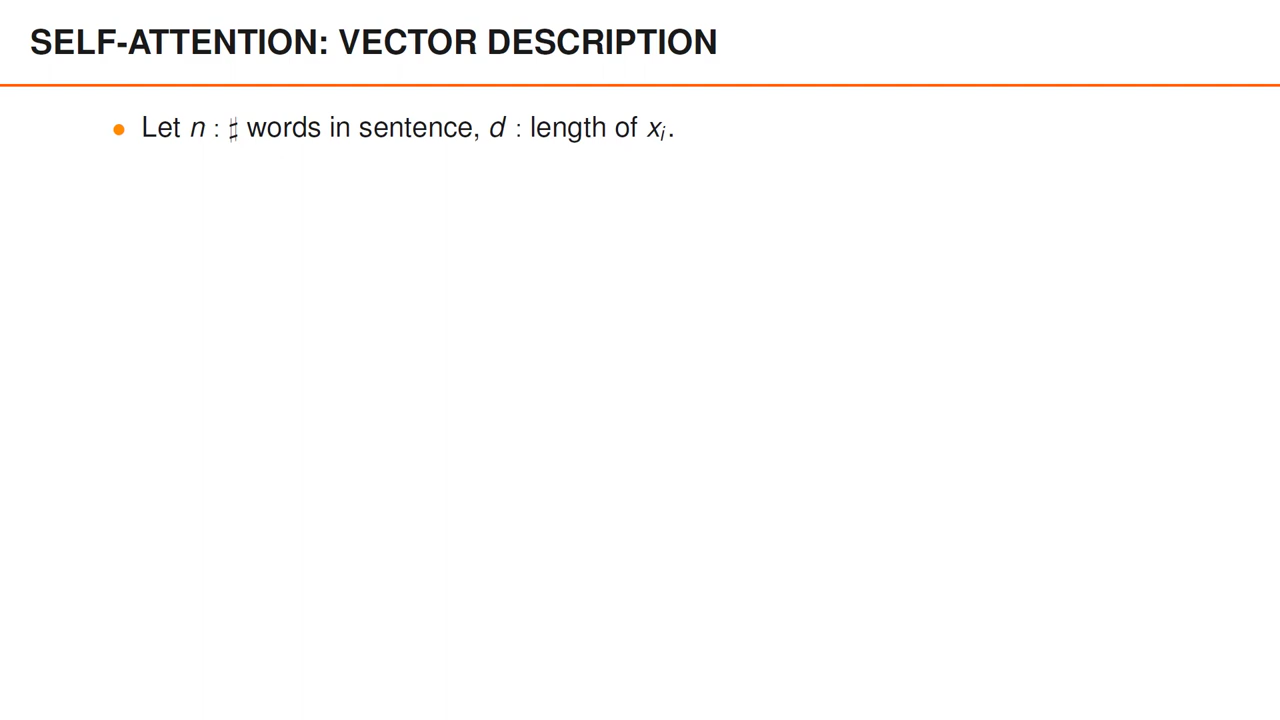 SELF-ATTENTION: VECTOR DESCRIPTION
• Let n : ♯ words in sentence, d : length of xᵢ.